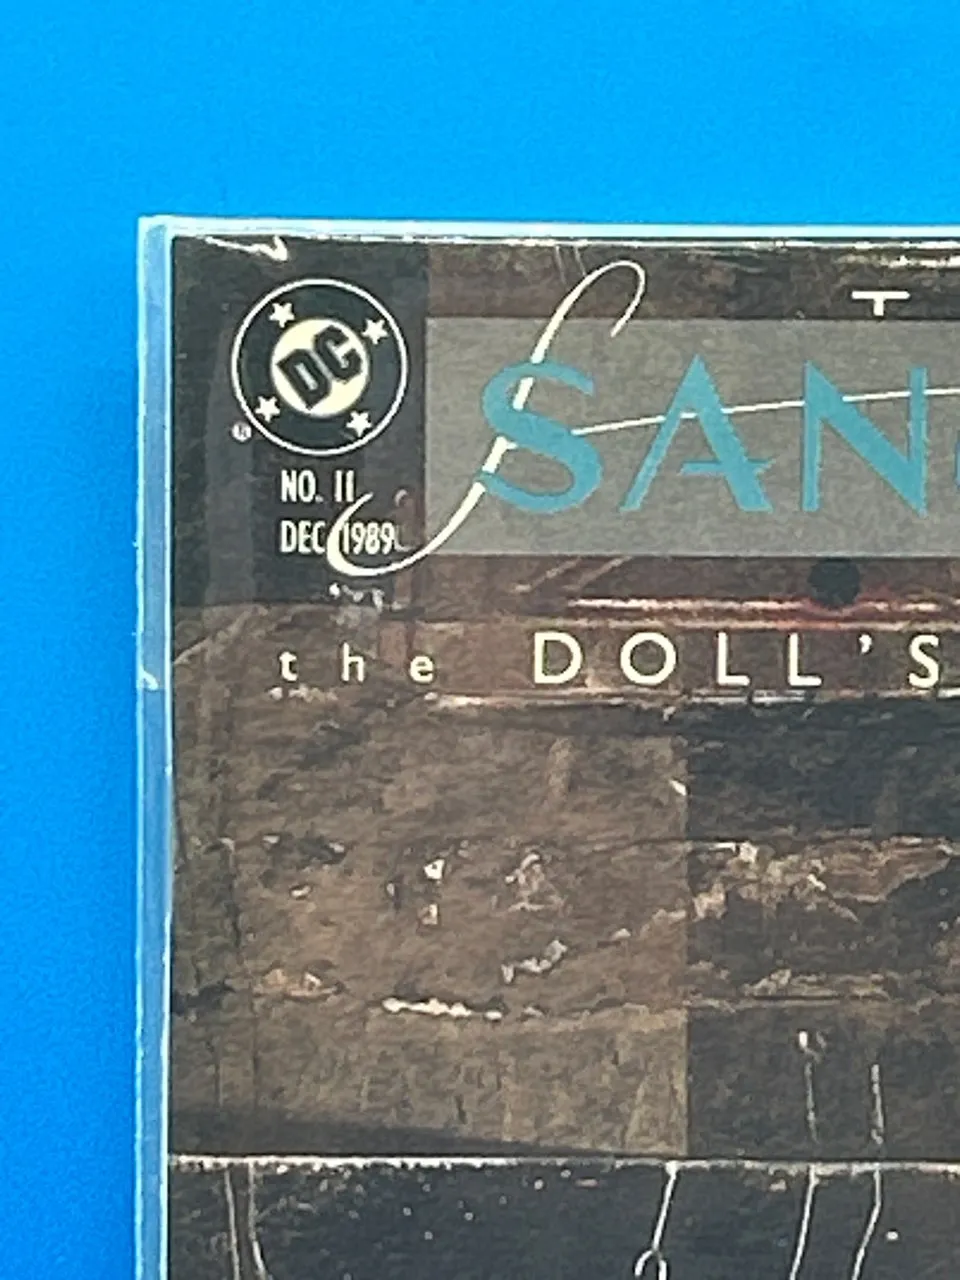 DC
®
T
SAN
NO. 11
DEC 1989
the DOLL'S